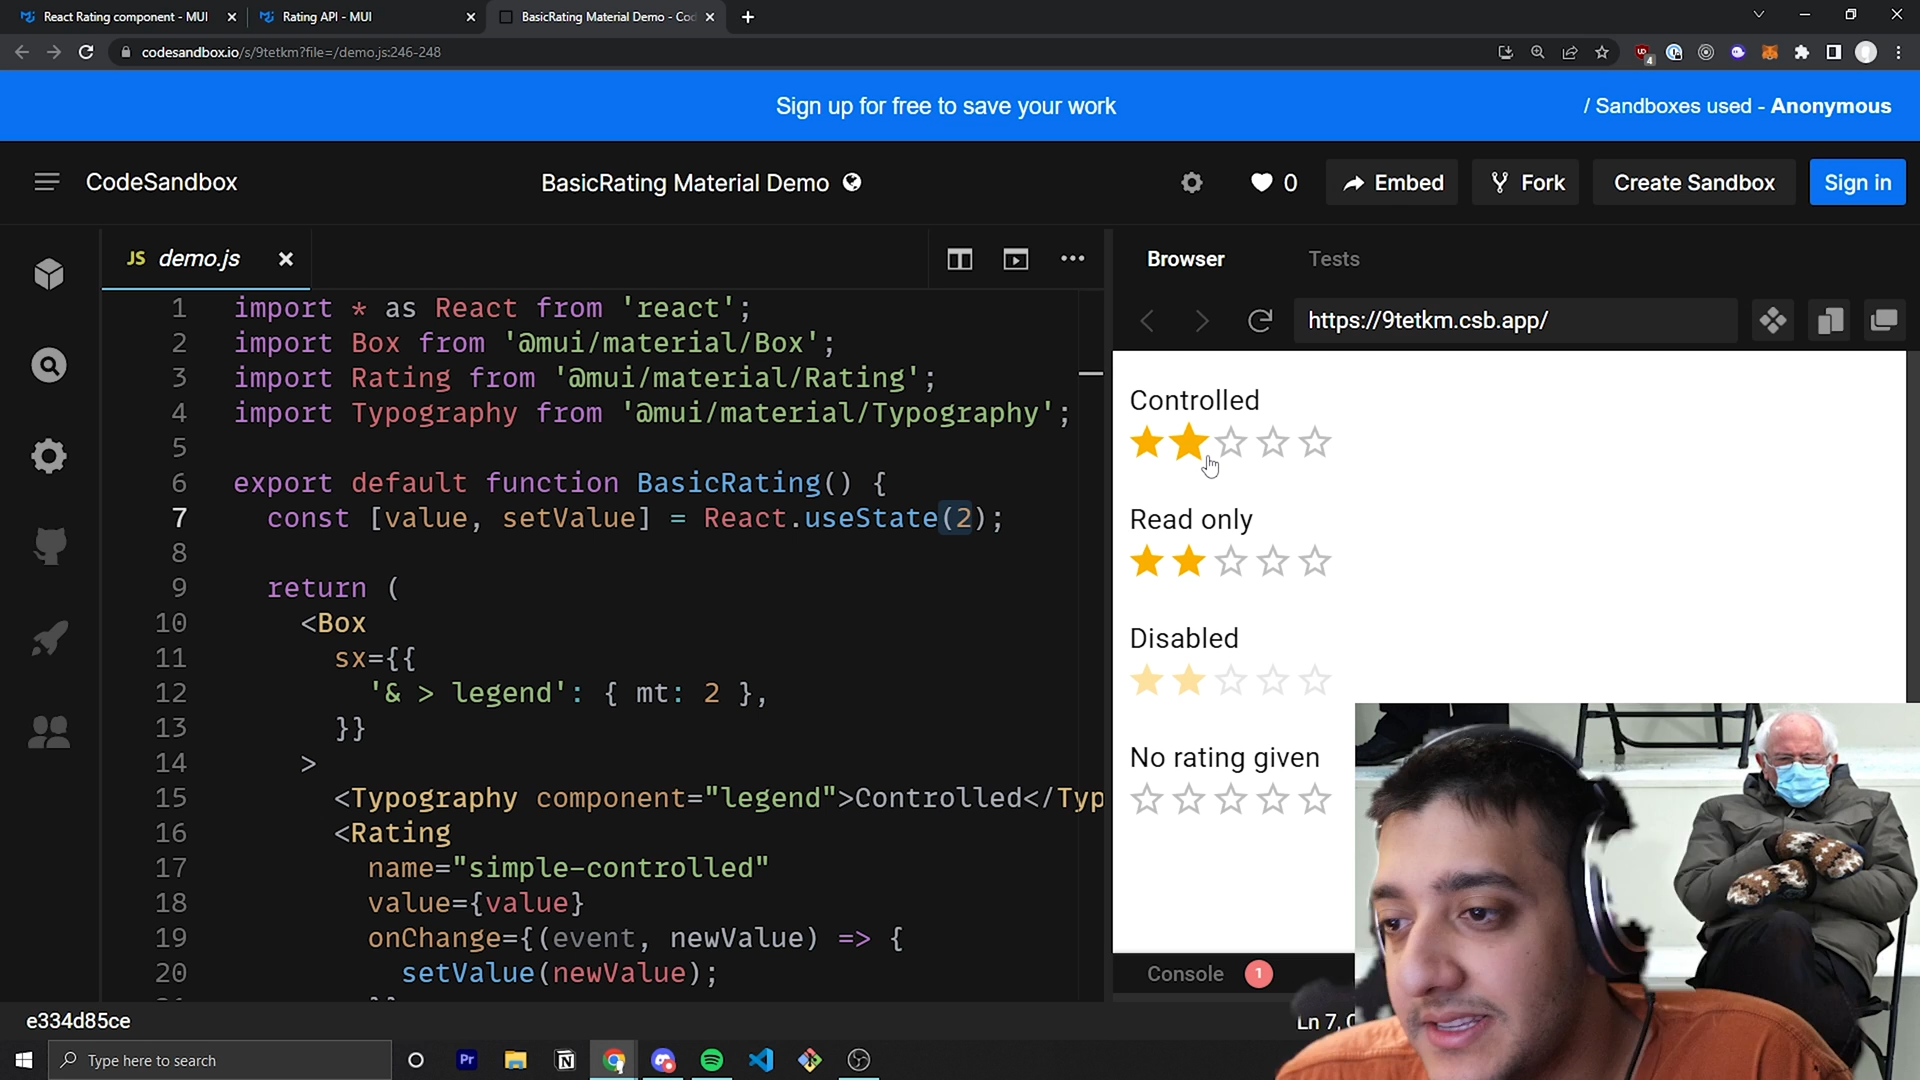 React Rating component - MUI
Rating API - MUI
BasicRating Material Demo - Co
codesandbox.io/s/9tetkm?file=/demo.js:246-248
4
Sign up for free to save your work
/ Sandboxes used - Anonymous
CodeSandbox
BasicRating Material Demo
0
Embed
Fork
Create Sandbox
Sign in
JS demo.js
Browser
Tests
https://9tetkm.csb.app/
1 import * as React from 'react';
2 import Box from '@mui/material/Box';
3 import Rating from '@mui/material/Rating';
4 import Typography from '@mui/material/Typography';
5
6 export default function BasicRating() {
7 const [value, setValue] = React.useState(2);
8
9 return (
10 <Box
11 sx={{
12 '& > legend': { mt: 2 },
13 }}
14 >
15 <Typography component="legend">Controlled</Typ
16 <Rating
17 name="simple-controlled"
18 value={value}
19 onChange={(event, newValue) => {
20 setValue(newValue);
Controlled
Read only
Disabled
No rating given
Console 1
e334d85ce
Ln 7, C
Type here to search
Pr
N